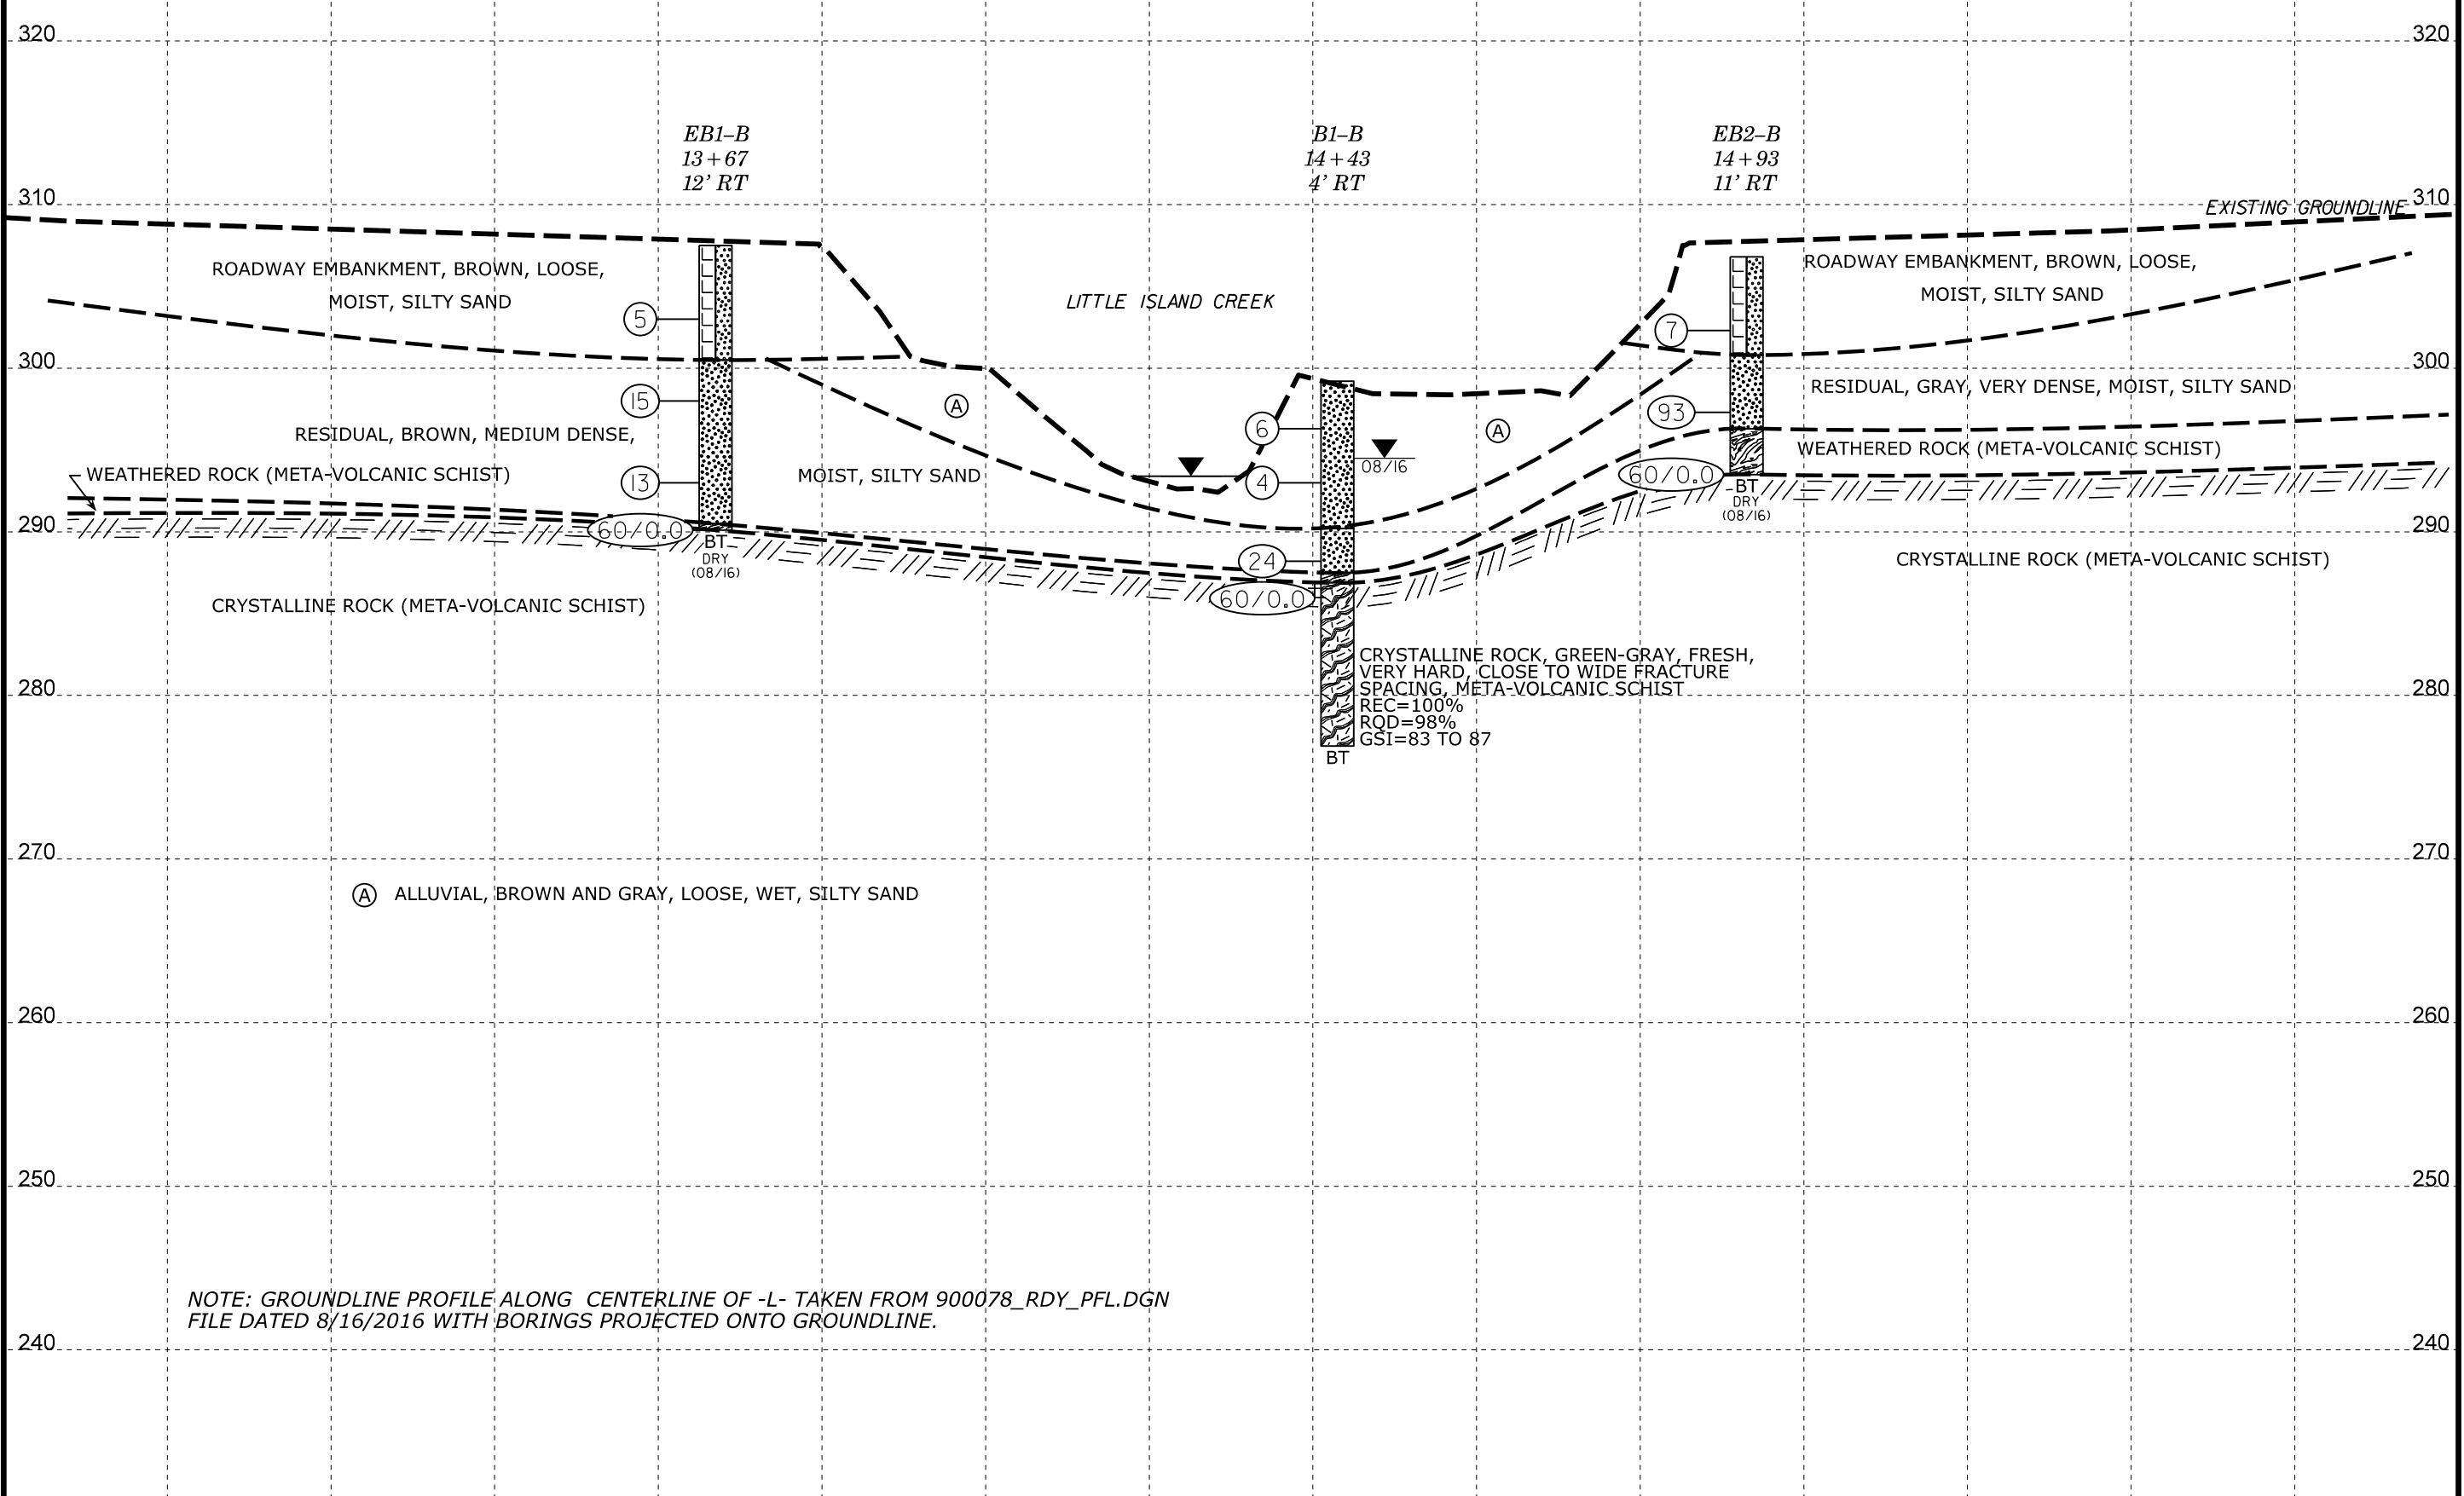 320 320
EB1–B B1–B EB2–B
13+67 14+43 14+93
12' RT 4' RT 11' RT
310 310
EXISTING GROUNDLINE
ROADWAY EMBANKMENT, BROWN, LOOSE,
MOIST, SILTY SAND
LITTLE ISLAND CREEK
ROADWAY EMBANKMENT, BROWN, LOOSE,
MOIST, SILTY SAND
5
7
300 300
RESIDUAL, GRAY, VERY DENSE, MOIST, SILTY SAND
15
A
93
6
A
RESIDUAL, BROWN, MEDIUM DENSE,
MOIST, SILTY SAND
WEATHERED ROCK (META-VOLCANIC SCHIST)
WEATHERED ROCK (META-VOLCANIC SCHIST)
08/16
13
4
60/0.0
BT
DRY
(08/16)
290 290
60/0.0
BT
DRY
(08/16)
24
60/0.0
CRYSTALLINE ROCK (META-VOLCANIC SCHIST)
CRYSTALLINE ROCK (META-VOLCANIC SCHIST)
CRYSTALLINE ROCK, GREEN-GRAY, FRESH,
VERY HARD, CLOSE TO WIDE FRACTURE
SPACING, META-VOLCANIC SCHIST
REC=100%
RQD=98%
GSI=83 TO 87
BT
280 280
270 270
A ALLUVIAL, BROWN AND GRAY, LOOSE, WET, SILTY SAND
260 260
250 250
NOTE: GROUNDLINE PROFILE ALONG CENTERLINE OF -L- TAKEN FROM 900078_RDY_PFL.DGN
FILE DATED 8/16/2016 WITH BORINGS PROJECTED ONTO GROUNDLINE.
240 240